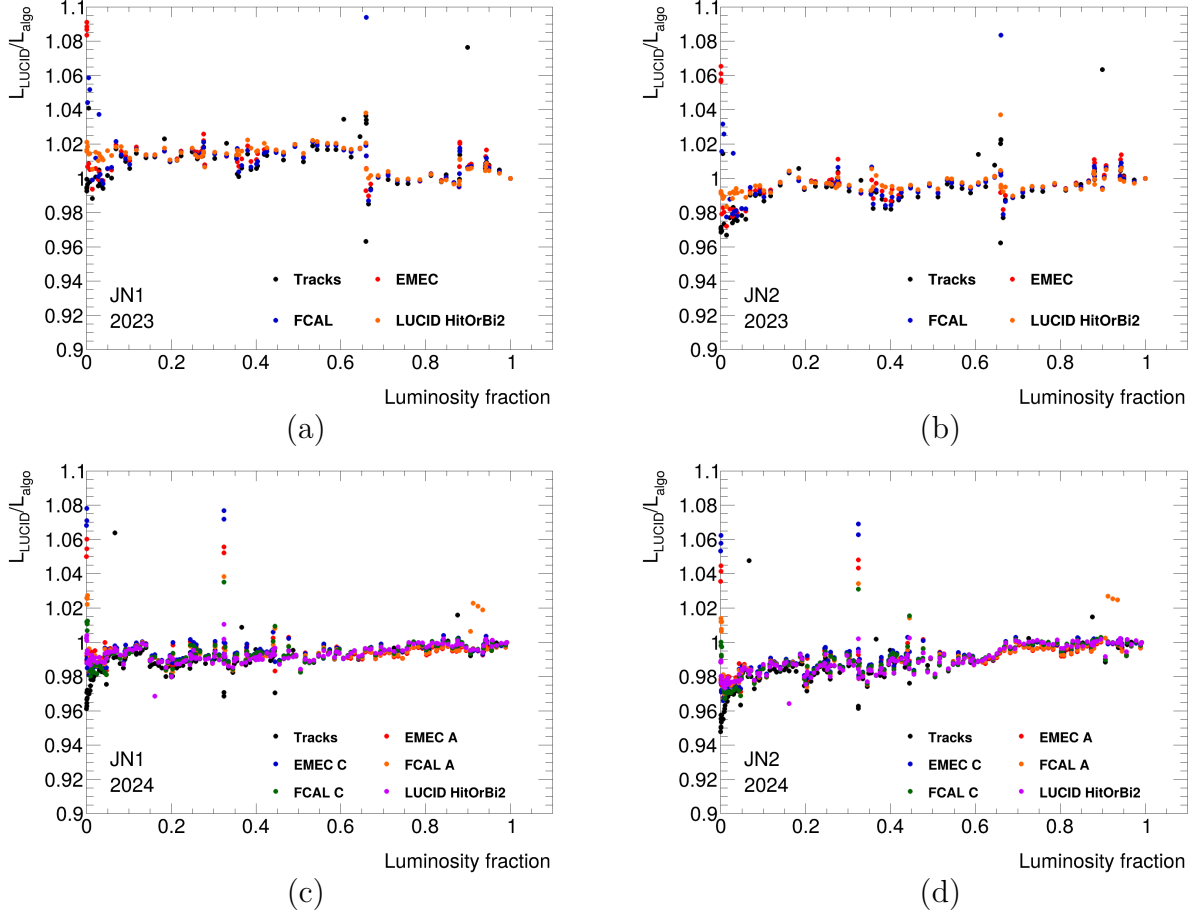 1.1
1.08
1.06
1.04
1.02
1
0.98
0.96
0.94
0.92
0.9
L_LUCID/L_algo
JN1
2023
Tracks
EMEC
FCAL
LUCID HitOrBi2
0 0.2 0.4 0.6 0.8 1
Luminosity fraction
(a)
1.1
1.08
1.06
1.04
1.02
1
0.98
0.96
0.94
0.92
0.9
L_LUCID/L_algo
JN2
2023
Tracks
EMEC
FCAL
LUCID HitOrBi2
0 0.2 0.4 0.6 0.8 1
Luminosity fraction
(b)
1.1
1.08
1.06
1.04
1.02
1
0.98
0.96
0.94
0.92
0.9
L_LUCID/L_algo
JN1
2024
Tracks
EMEC A
EMEC C
FCAL A
FCAL C
LUCID HitOrBi2
0 0.2 0.4 0.6 0.8 1
Luminosity fraction
(c)
1.1
1.08
1.06
1.04
1.02
1
0.98
0.96
0.94
0.92
0.9
L_LUCID/L_algo
JN2
2024
Tracks
EMEC A
EMEC C
FCAL A
FCAL C
LUCID HitOrBi2
0 0.2 0.4 0.6 0.8 1
Luminosity fraction
(d)